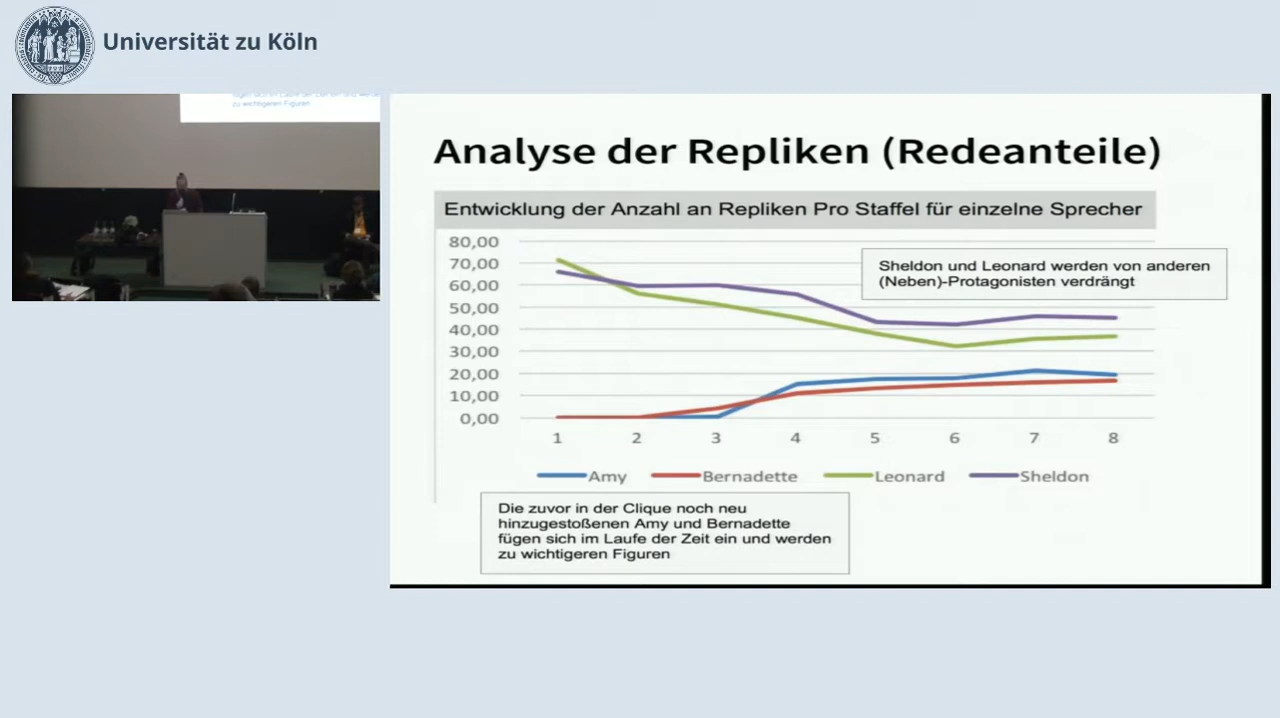 Universität zu Köln
zu wichtigeren Figuren
Analyse der Repliken (Redeanteile)
Entwicklung der Anzahl an Repliken Pro Staffel für einzelne Sprecher
80,00
70,00
60,00
50,00
40,00
30,00
20,00
10,00
0,00
Sheldon und Leonard werden von anderen
(Neben)-Protagonisten verdrängt
1 2 3 4 5 6 7 8
Amy Bernadette Leonard Sheldon
Die zuvor in der Clique noch neu
hinzugestoßenen Amy und Bernadette
fügen sich im Laufe der Zeit ein und werden
zu wichtigeren Figuren